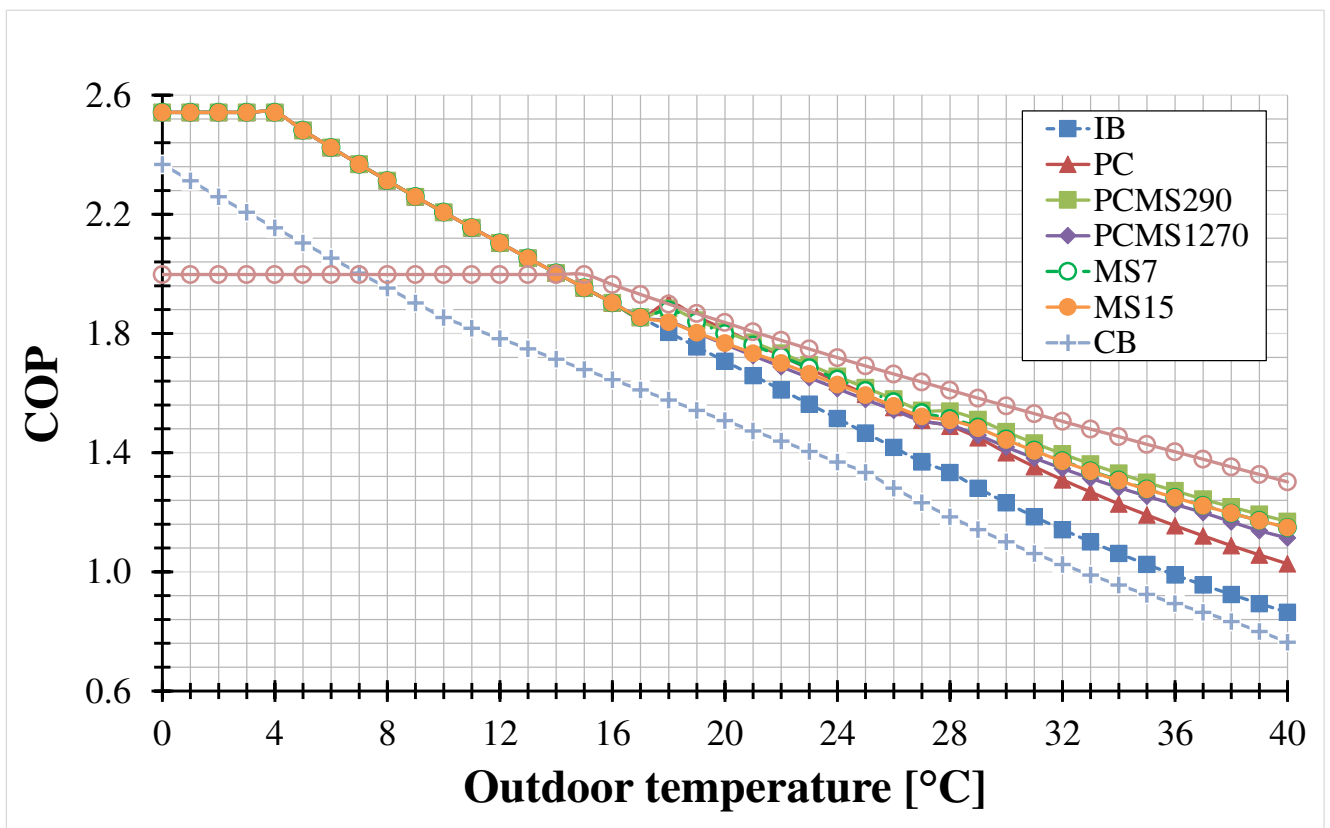 2.6
2.2
1.8
1.4
1.0
0.6
COP
IB
PC
PCMS290
PCMS1270
MS7
MS15
CB
0 4 8 12 16 20 24 28 32 36 40
Outdoor temperature [°C]